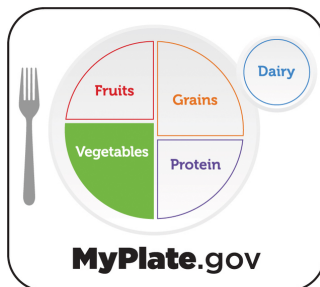 Fruits
Grains
Dairy
Vegetables
Protein
MyPlate.gov